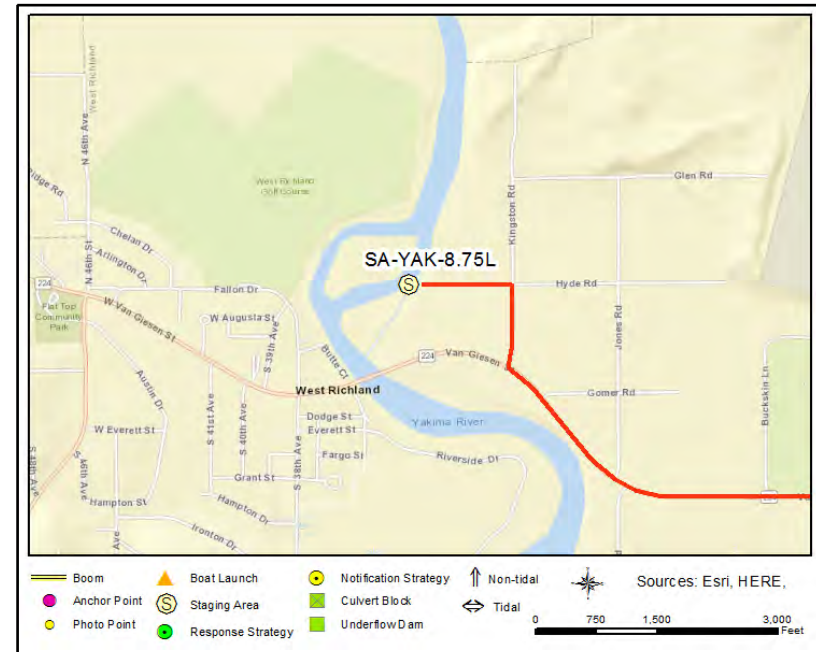 N 46th Ave
West Richland
Ridge Rd
Chelan Dr
Arlington Dr
N 46th St
224
Flat Top
Community
Park
W Van Giesen St
Fallon Dr
W Augusta St
S 39th Ave
Butte Ct
West Richland
Golf Course
SA-YAK-8.75L
S
Kingston Rd
Glen Rd
Hyde Rd
Jones Rd
224
Van Giesen
Gomer Rd
Buckskin Ln
West Richland
Yakima River
Austin Dr
S 41st Ave
S 40th Ave
S 38th Ave
Dodge St
Everett St
Fargo St
W Everett St
Grant St
Riverside Dr
S 48th Ave
S 46th Ave
Hampton St
Hampton Dr
Ironton Dr
Ave
Boom
Anchor Point
Photo Point
Boat Launch
S Staging Area
Response Strategy
Notification Strategy
Culvert Block
Underflow Dam
Non-tidal
Tidal
Sources: Esri, HERE,
0 750 1,500 3,000
Feet